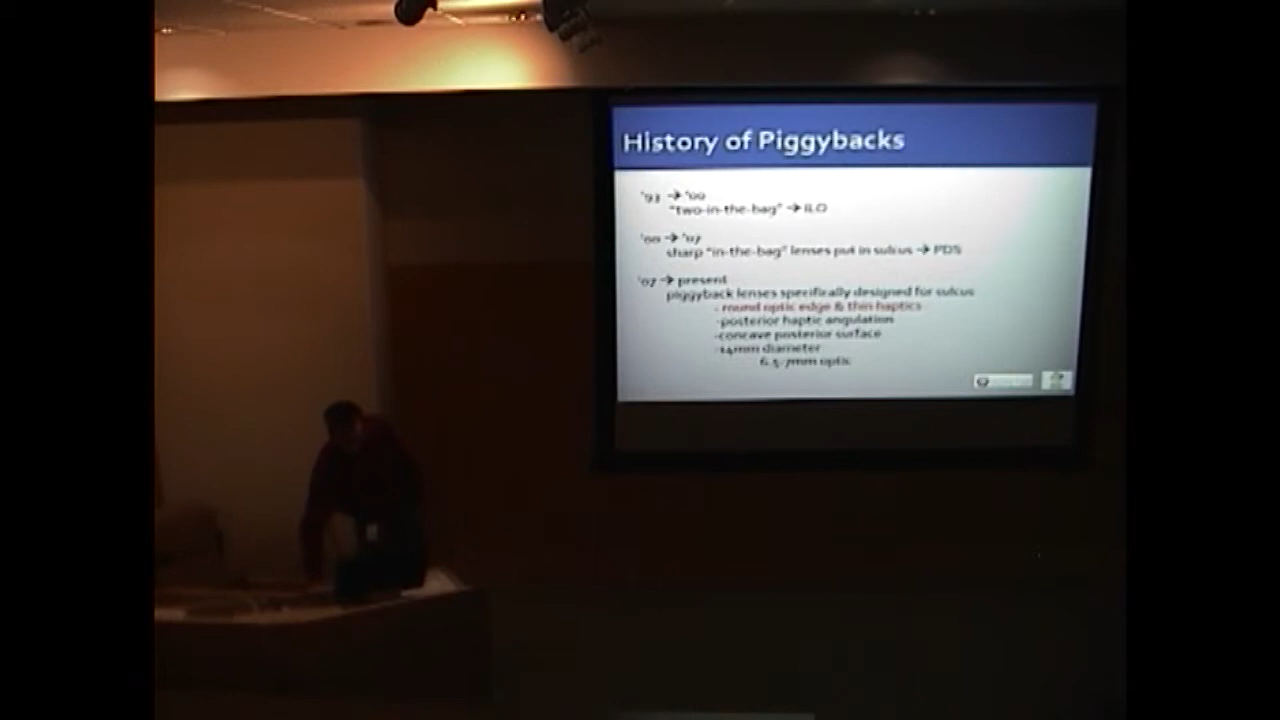 History of Piggybacks
'93 → '00
"two-in-the-bag" → ILO
'00 → '07
sharp "in-the-bag" lenses put in sulcus → PDS
'07 → present
piggyback lenses specifically designed for sulcus
- round optic edge & thin haptics
-posterior haptic angulation
-concave posterior surface
-14mm diameter
6.5-7mm optic